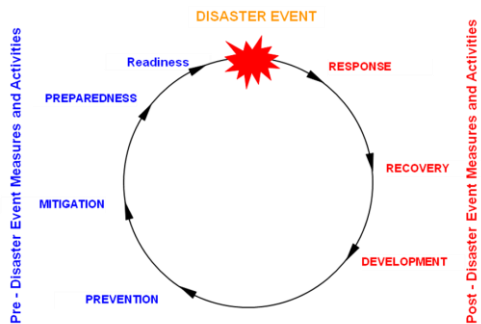 DISASTER EVENT
Readiness
RESPONSE
PREPAREDNESS
RECOVERY
MITIGATION
DEVELOPMENT
PREVENTION
Pre - Disaster Event Measures and Activities
Post - Disaster Event Measures and Activities